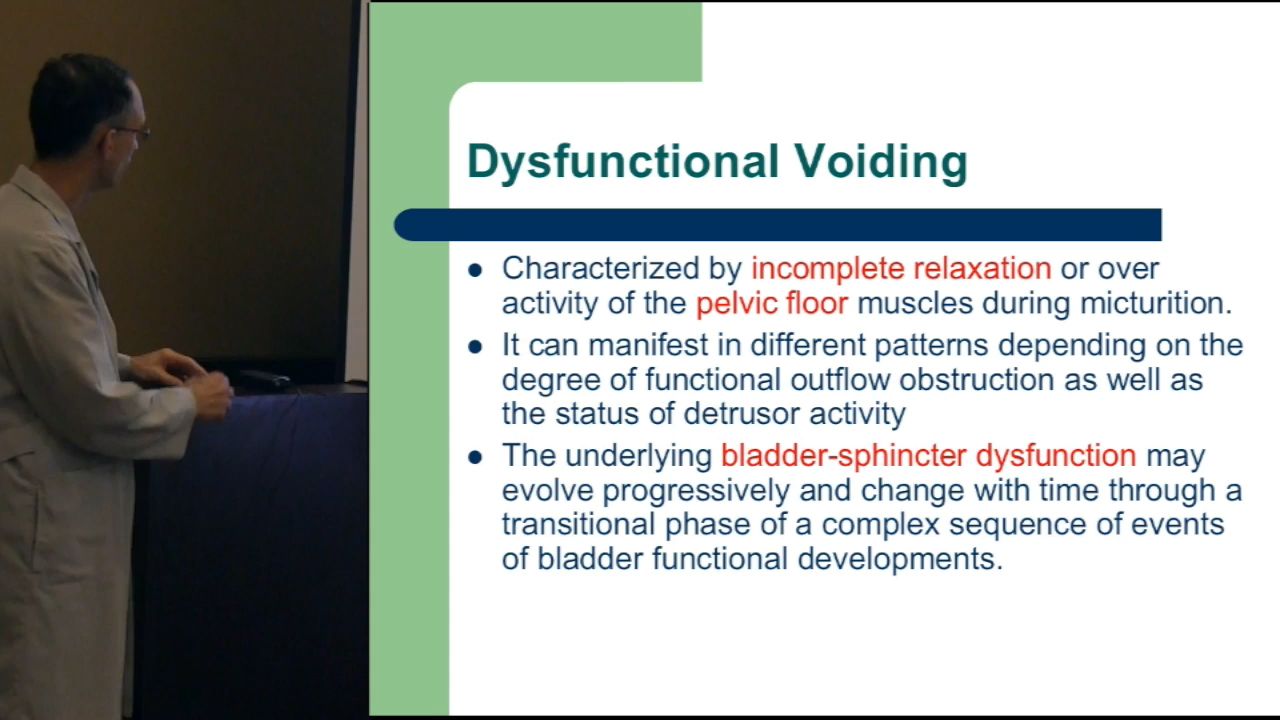 Dysfunctional Voiding
Characterized by incomplete relaxation or over
activity of the pelvic floor muscles during micturition.
It can manifest in different patterns depending on the
degree of functional outflow obstruction as well as
the status of detrusor activity
The underlying bladder-sphincter dysfunction may
evolve progressively and change with time through a
transitional phase of a complex sequence of events
of bladder functional developments.